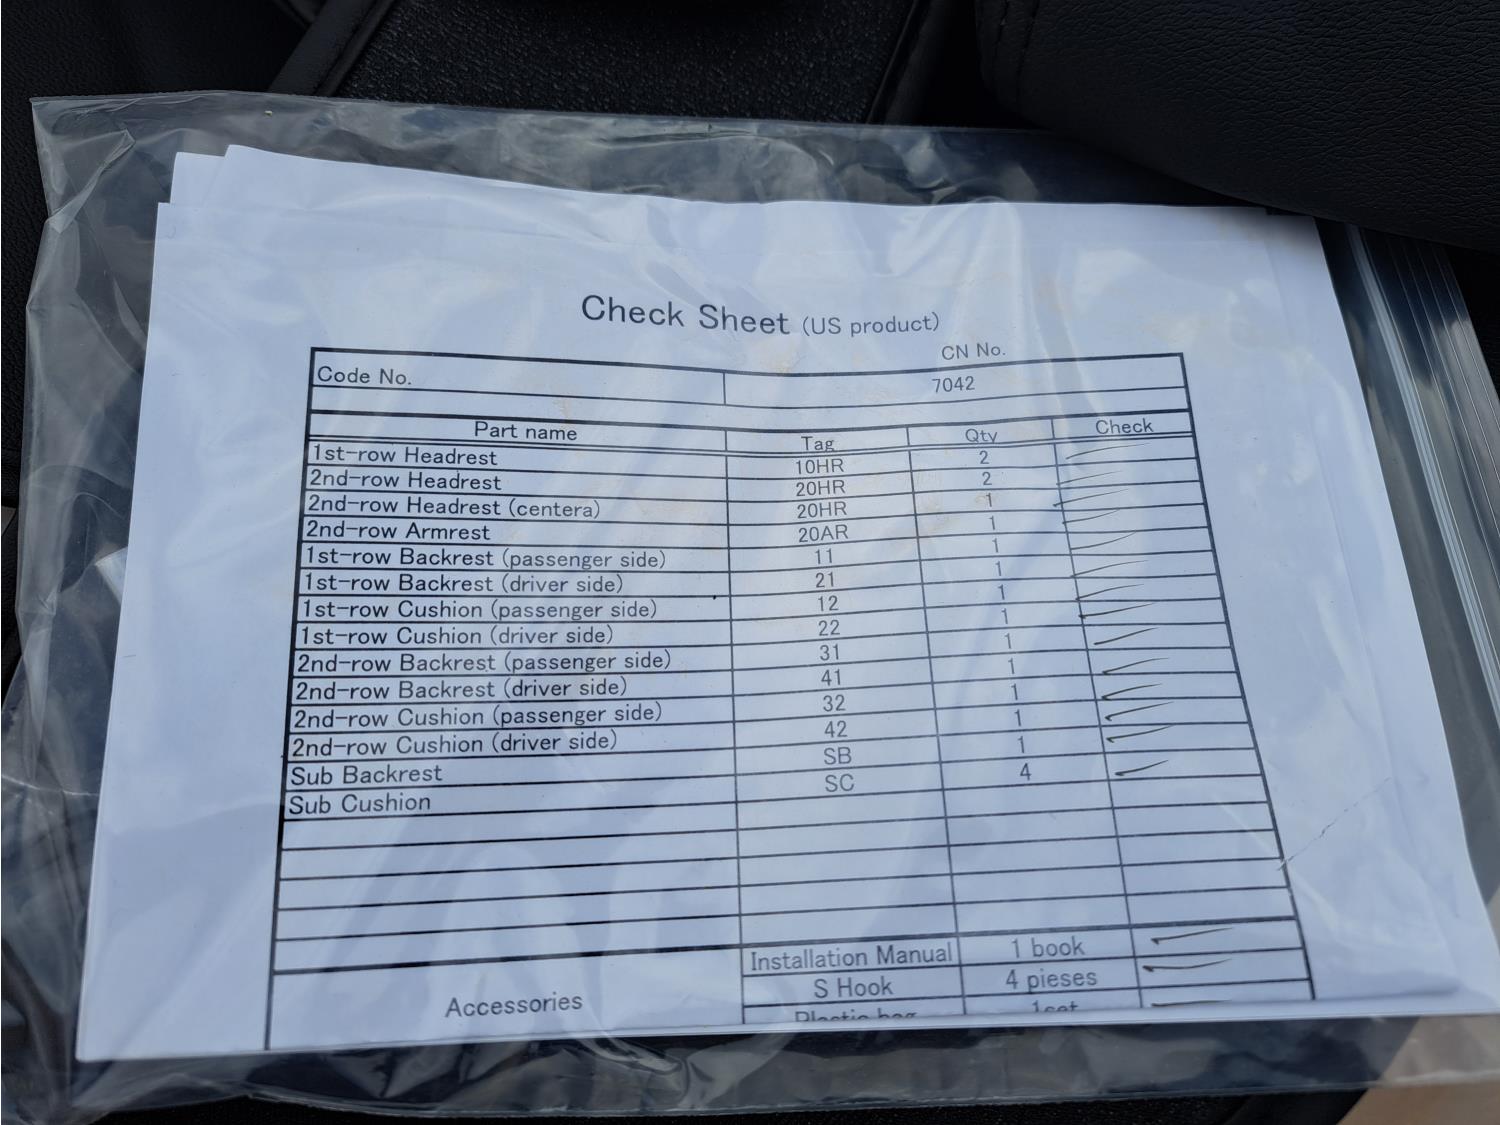 Check Sheet (US product)
CN No.
Code No. 7042
Part name Tag Qty Check
1st-row Headrest 10HR 2
2nd-row Headrest 20HR 2
2nd-row Headrest (centera) 20HR 1
2nd-row Armrest 20AR 1
1st-row Backrest (passenger side) 11 1
1st-row Backrest (driver side) 21 1
1st-row Cushion (passenger side) 12 1
1st-row Cushion (driver side) 22 1
2nd-row Backrest (passenger side) 31 1
2nd-row Backrest (driver side) 41 1
2nd-row Cushion (passenger side) 32 1
2nd-row Cushion (driver side) 42 1
Sub Backrest SB 1
Sub Cushion SC 4
Installation Manual 1 book
S Hook 4 pieses
Accessories
Plastic bag 1set